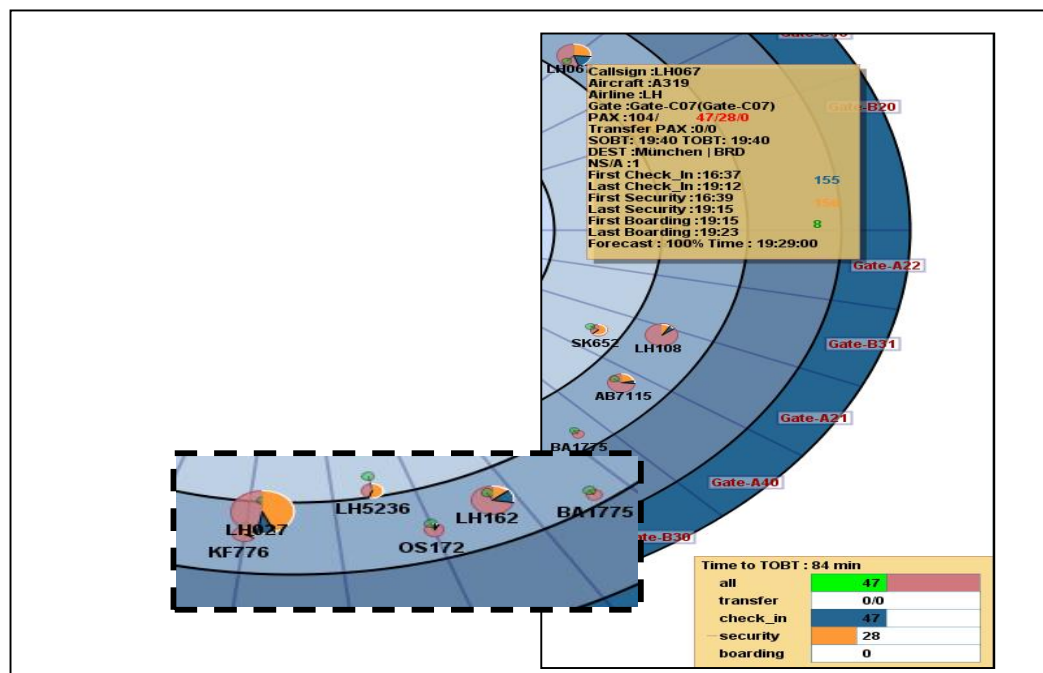 LH067
Callsign :LH067
Aircraft :A319
Airline :LH
Gate :Gate-C07(Gate-C07)
PAX :104/ 47/28/0
Transfer PAX :0/0
SOBT: 19:40 TOBT: 19:40
DEST :München | BRD
NS/A :1
First Check_In :16:37
Last Check_In :19:12
155
First Security :16:39
Last Security :19:15
First Boarding :19:15
8
Last Boarding :19:23
Forecast : 100% Time : 19:29:00
Gate-B20
Gate-A22
SK652
LH108
Gate-B31
AB7115
Gate-A21
BA1775
Gate-A40
LH5236
LH162
BA1775
LH027
KF776
OS172
ate-B30
Time to TOBT : 84 min
all 47
transfer 0/0
check_in 47
security 28
boarding 0